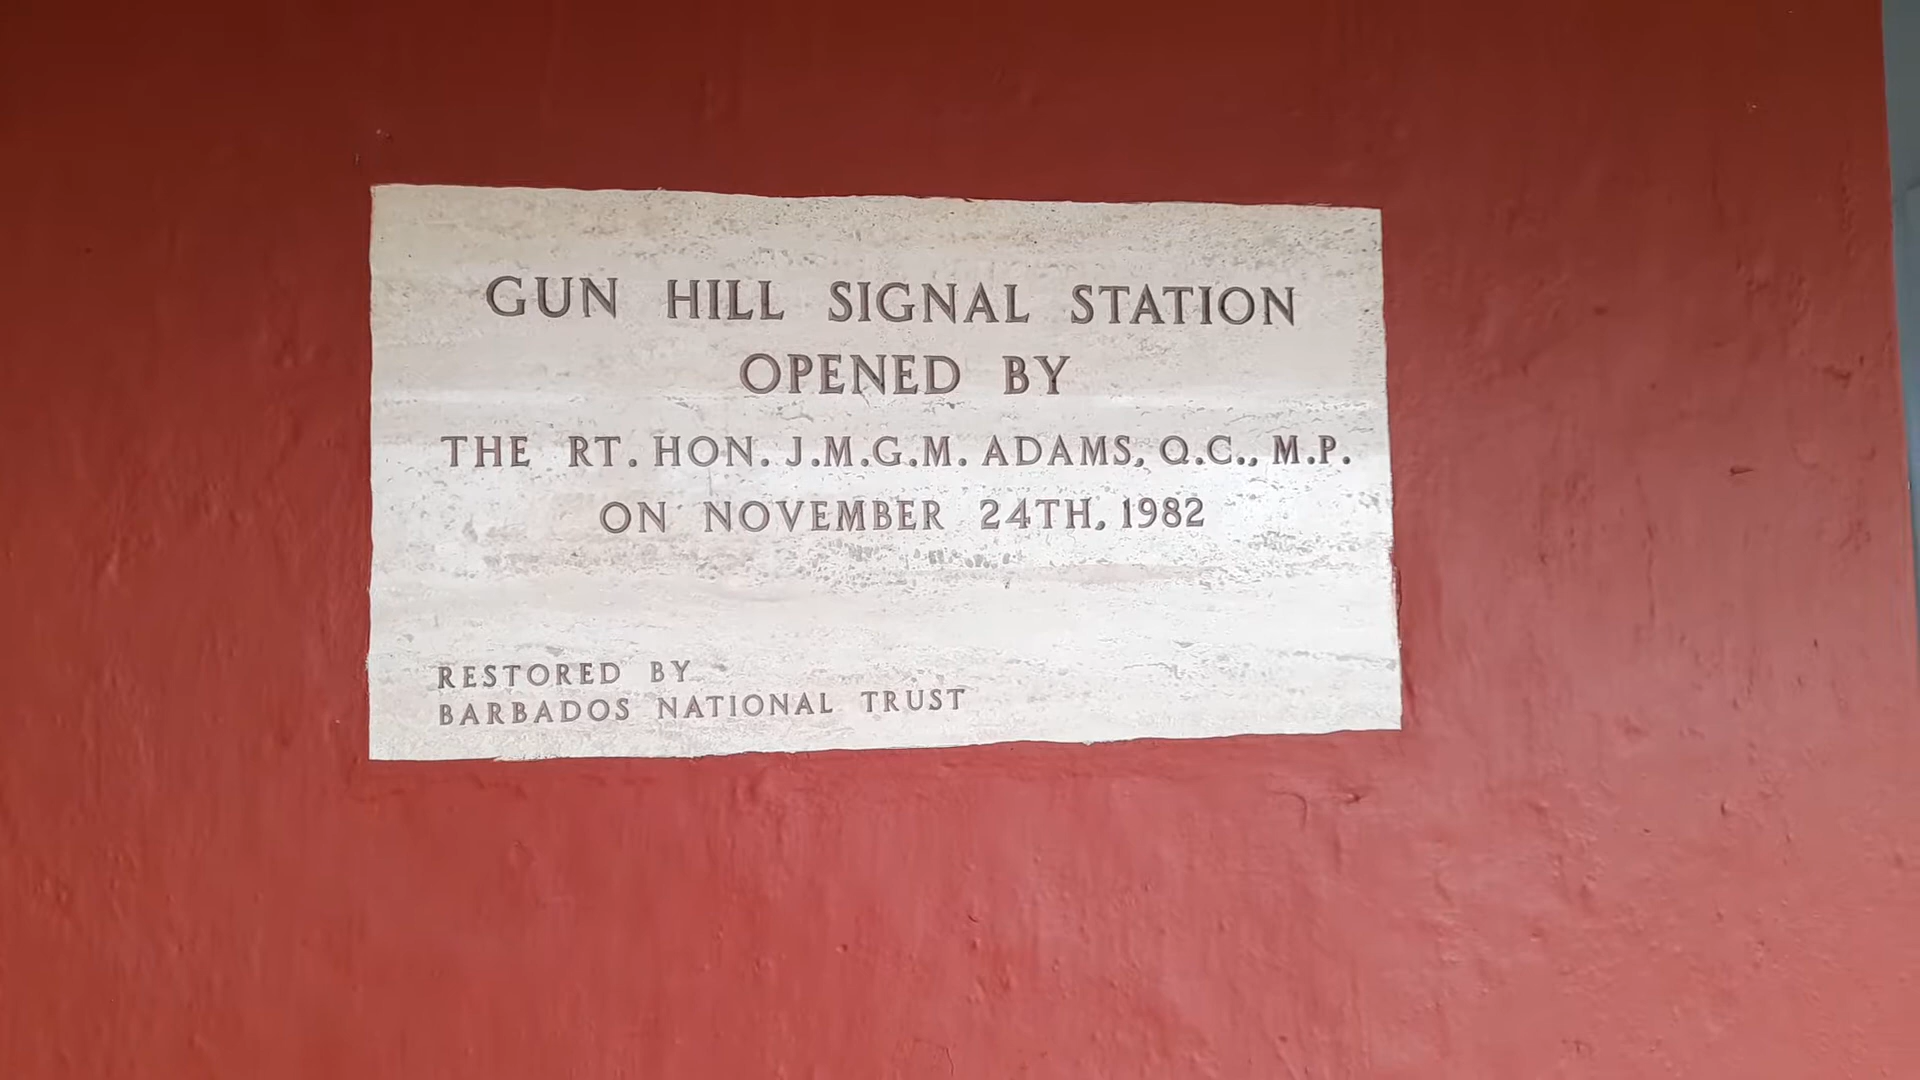 GUN HILL SIGNAL STATION
OPENED BY
THE RT. HON. J.M.G.M. ADAMS, Q.C., M.P.
ON NOVEMBER 24TH, 1982
RESTORED BY
BARBADOS NATIONAL TRUST